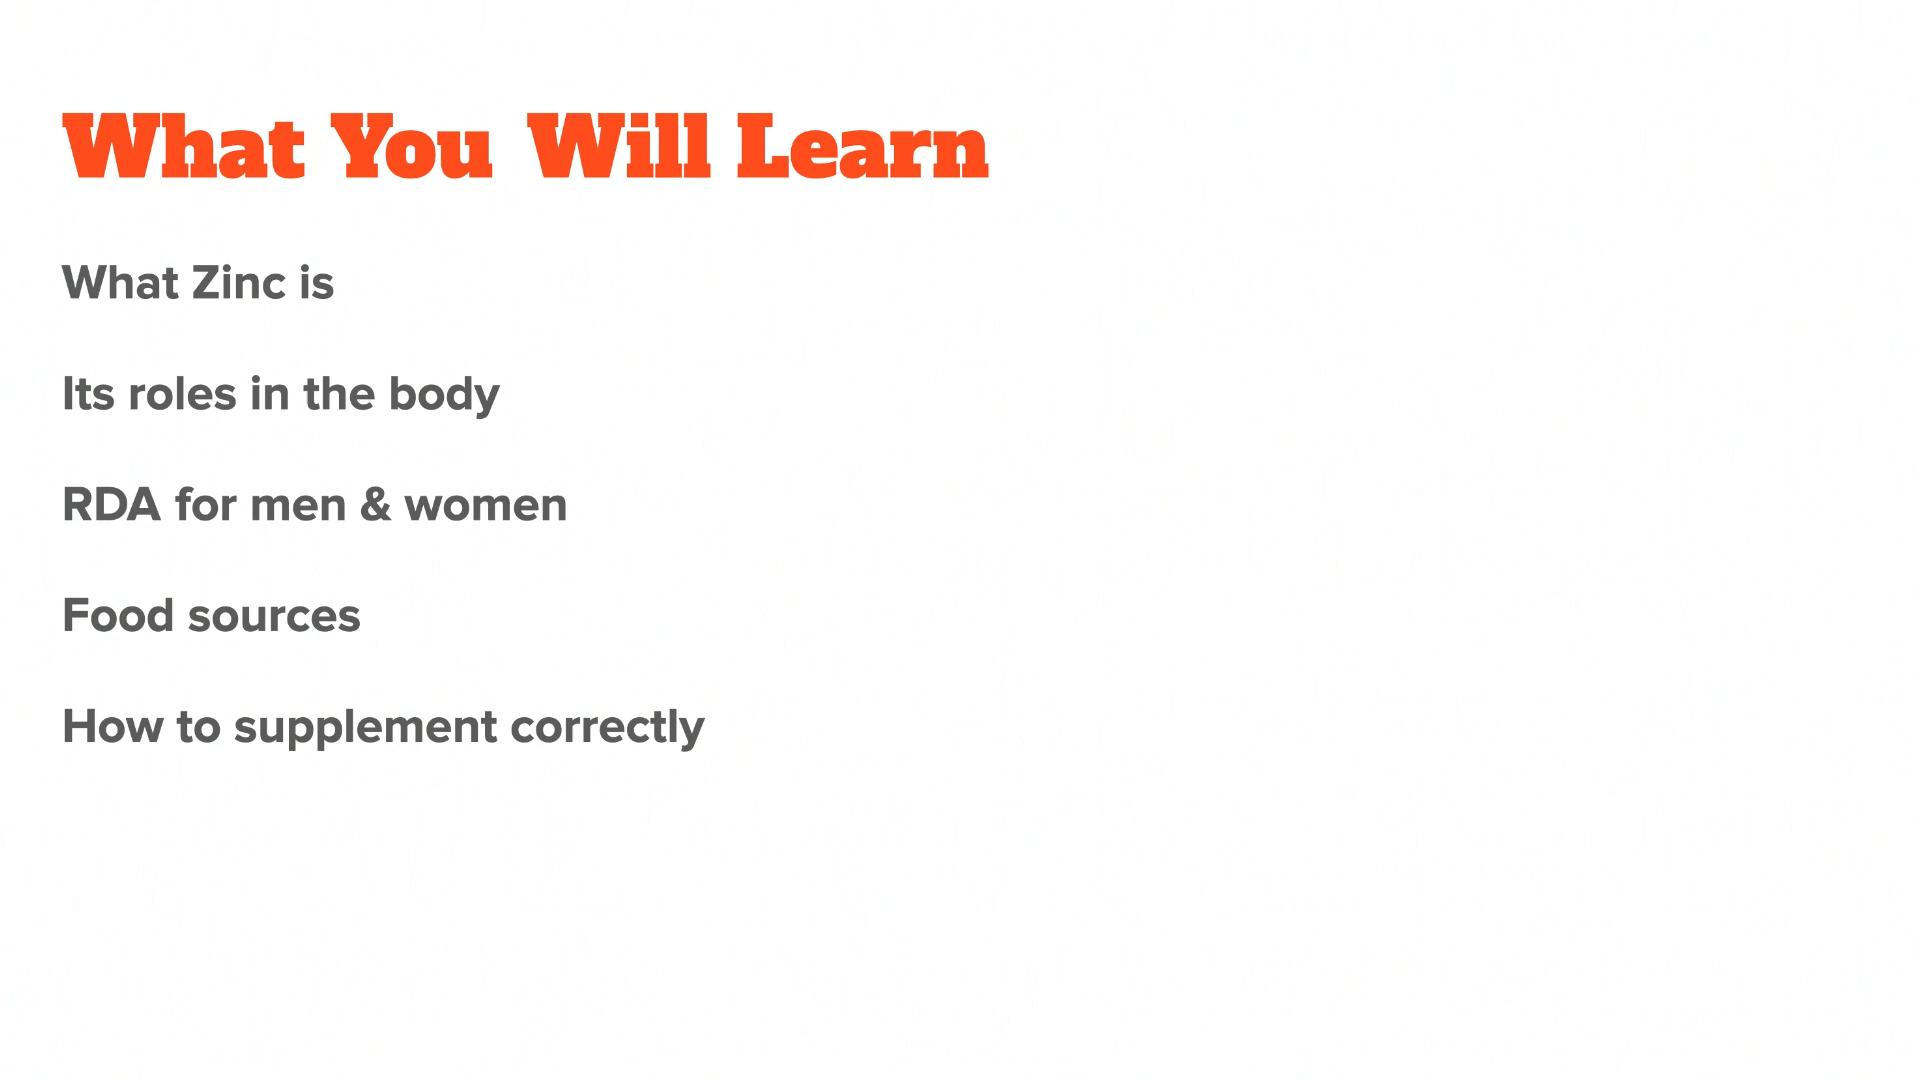 What You Will Learn
What Zinc is
Its roles in the body
RDA for men & women
Food sources
How to supplement correctly